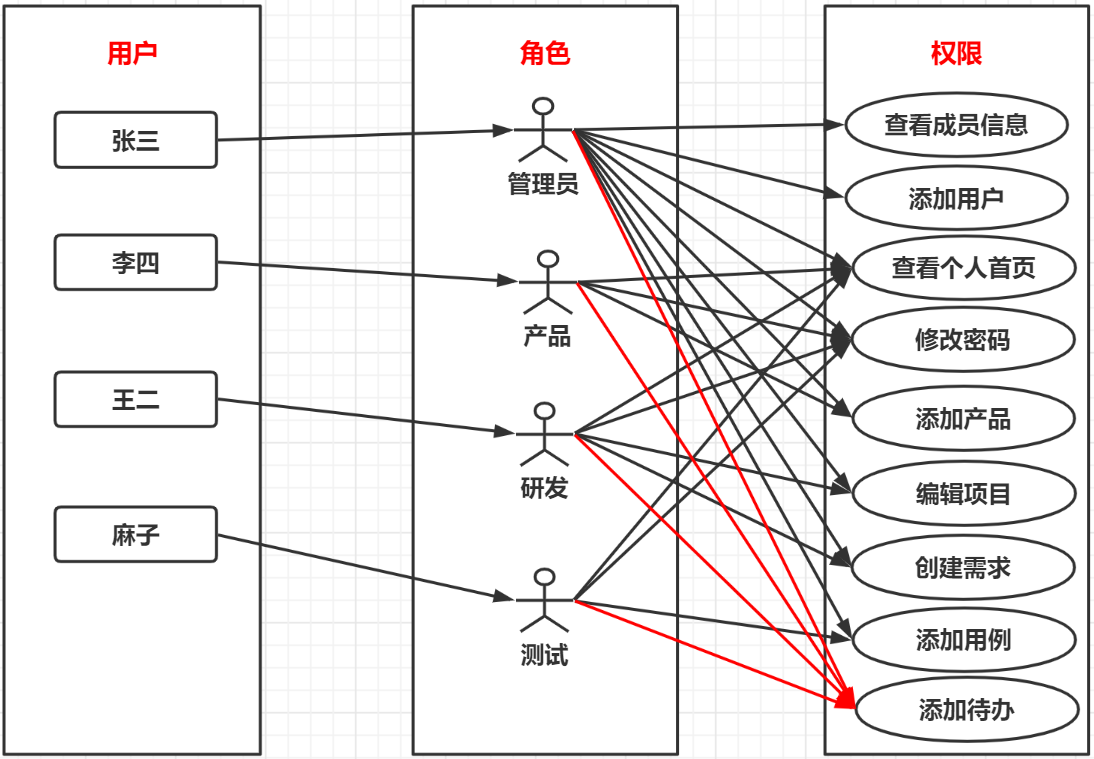 用户
张三
李四
王二
麻子
角色
管理员
产品
研发
测试
权限
查看成员信息
添加用户
查看个人首页
修改密码
添加产品
编辑项目
创建需求
添加用例
添加待办